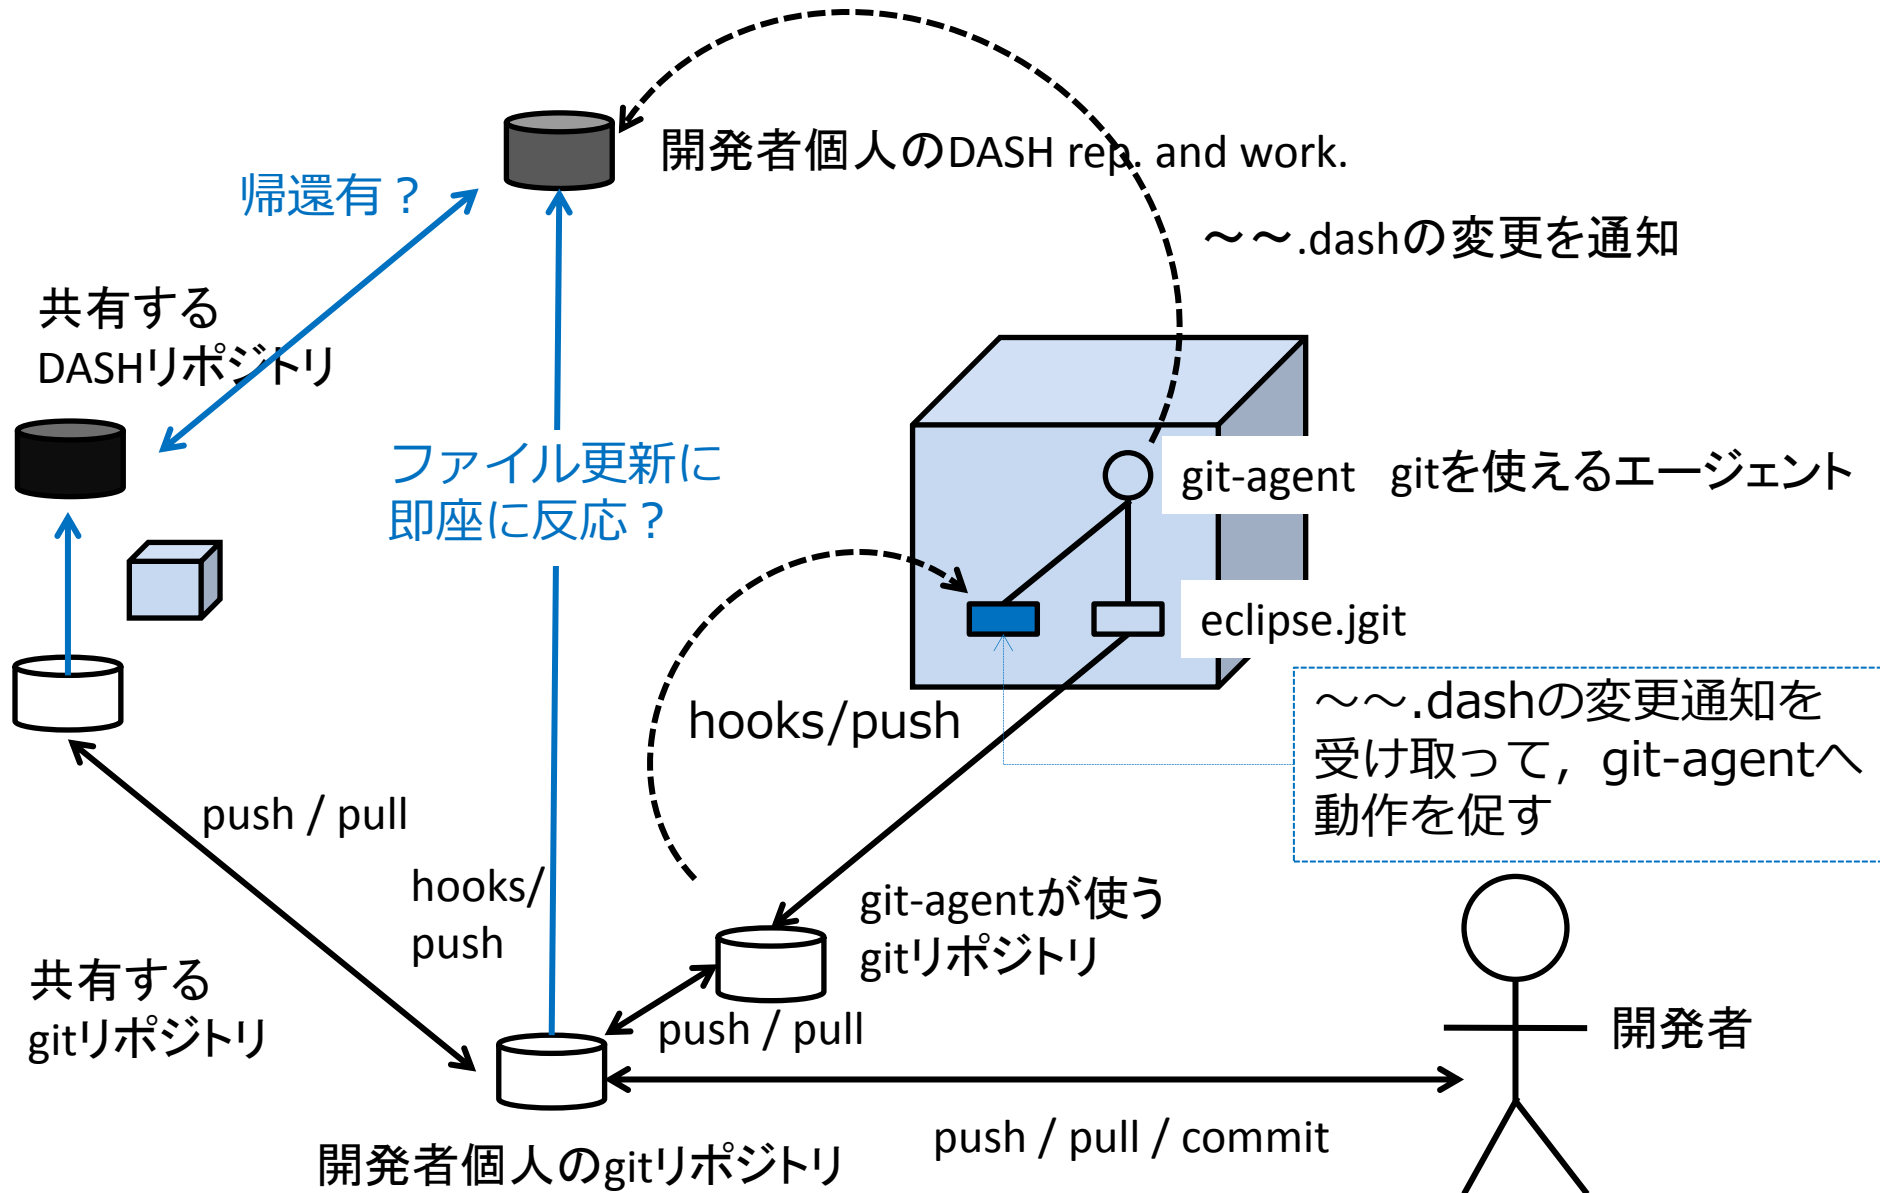 開発者個人のDASH rep. and work.
帰還有？
～～.dashの変更を通知
共有する
DASHリポジトリ
ファイル更新に
即座に反応？
git-agent
gitを使えるエージェント
eclipse.jgit
hooks/push
～～.dashの変更通知を
受け取って，git-agentへ
動作を促す
push / pull
hooks/
push
git-agentが使う
gitリポジトリ
共有する
gitリポジトリ
push / pull
開発者
push / pull / commit
開発者個人のgitリポジトリ